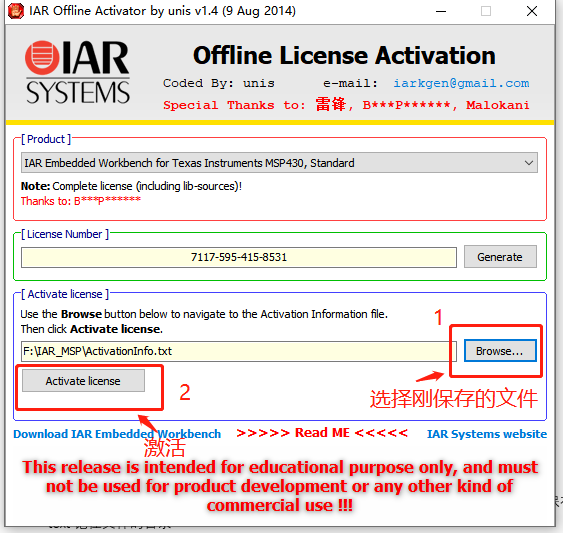 IAR Offline Activator by unis v1.4 (9 Aug 2014)
IAR
SYSTEMS
Offline License Activation
Coded By: unis e-mail: iarkgen@gmail.com
Special Thanks to: 雷锋, B***P******, Malokani
[ Product ]
IAR Embedded Workbench for Texas Instruments MSP430, Standard
Note: Complete license (including lib-sources)!
Thanks to: B***P******
[ License Number ]
7117-595-415-8531 Generate
[ Activate license ]
Use the Browse button below to navigate to the Activation Information file.
Then click Activate license.
1
F:\IAR_MSP\ActivationInfo.txt Browse...
Activate license 2
选择刚保存的文件
激活
Download IAR Embedded Workbench >>>>> Read ME <<<<< IAR Systems website
This release is intended for educational purpose only, and must
not be used for product development or any other kind of
commercial use !!!